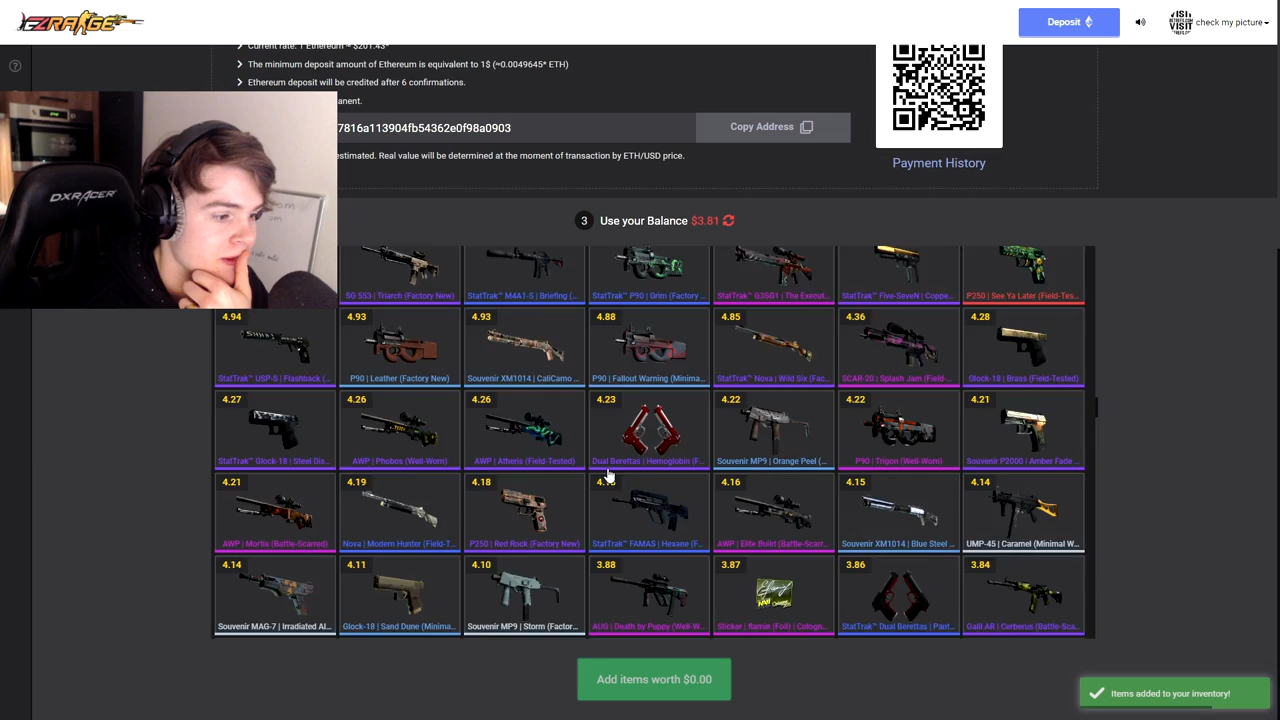 EZRAGE
Deposit
VISIT
check my picture
Current rate: 1 Ethereum ≈ $201.43*
The minimum deposit amount of Ethereum is equivalent to 1$ (≈0.0049645* ETH)
Ethereum deposit will be credited after 6 confirmations.
anent.
7816a113904fb54362e0f98a0903
Copy Address
estimated. Real value will be determined at the moment of transaction by ETH/USD price.
Payment History
DXRACER
3 Use your Balance $3.81
SG 553 | Triarch (Factory New)
StatTrak™ M4A1-S | Briefing (...
StatTrak™ P90 | Grim (Factory ...
StatTrak™ G3SG1 | The Execut...
StatTrak™ Five-SeveN | Coppe...
P250 | See Ya Later (Field-Tes...
4.94
4.93
4.93
4.88
4.85
4.36
4.28
StatTrak™ USP-S | Flashback (...
P90 | Leather (Factory New)
Souvenir XM1014 | CaliCamo ...
P90 | Fallout Warning (Minima...
StatTrak™ Nova | Wild Six (Fac...
SCAR-20 | Splash Jam (Field-...
Glock-18 | Brass (Field-Tested)
4.27
4.26
4.26
4.23
4.22
4.22
4.21
StatTrak™ Glock-18 | Steel Dis...
AWP | Phobos (Well-Worn)
AWP | Atheris (Field-Tested)
Dual Berettas | Hemoglobin (F...
Souvenir MP9 | Orange Peel (...
P90 | Trigon (Well-Worn)
Souvenir P2000 | Amber Fade ...
4.21
4.19
4.18
4.16
4.15
4.14
AWP | Mortis (Battle-Scarred)
Nova | Modern Hunter (Field-T...
P250 | Red Rock (Factory New)
StatTrak™ FAMAS | Hexane (F...
AWP | Elite Build (Battle-Scarr...
Souvenir XM1014 | Blue Steel ...
UMP-45 | Caramel (Minimal W...
4.14
4.11
4.10
3.88
3.87
3.86
3.84
Souvenir MAG-7 | Irradiated Al...
Glock-18 | Sand Dune (Minima...
Souvenir MP9 | Storm (Factor...
AUG | Death by Puppy (Well-W...
Sticker | flamie (Foil) | Cologn...
StatTrak™ Dual Berettas | Pant...
Galil AR | Cerberus (Battle-Sca...
Add items worth $0.00
Items added to your inventory!